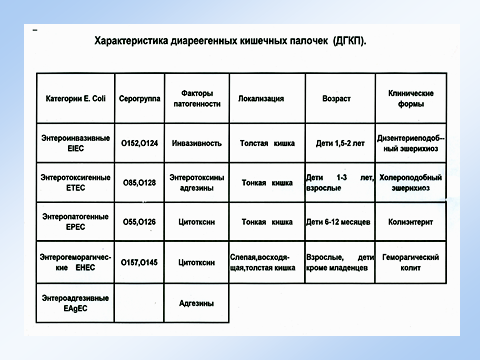 Характеристика диареегенных кишечных палочек (ДГКП).
Категории E. Coli
Серогруппа
Факторы
патогенности
Локализация
Возраст
Клинические
формы
Энтероинвазивные
EIEC
O152,O124
Инвазивность
Толстая кишка
Дети 1,5-2 лет
Дизентериеподоб--
ный эшерихиоз
Энтеротоксигенные
ETEC
O85,O128
Энтеротоксины
адгезины
Тонкая кишка
Дети 1-3 лет,
взрослые
Холероподобный
эшерихиоз
Энтеропатогенные
EPEC
O55,O126
Цитотксин
Тонкая кишка
Дети 6-12 месяцев
Колиэнтерит
Энтерогеморагичес-
кие EHEC
O157,O145
Цитотксин
Слепая,восходя-
щая,толстая кишка
Взрослые, дети
кроме младенцев
Геморагический
колит
Энтероадгезивные
EAgEC
Адгезины